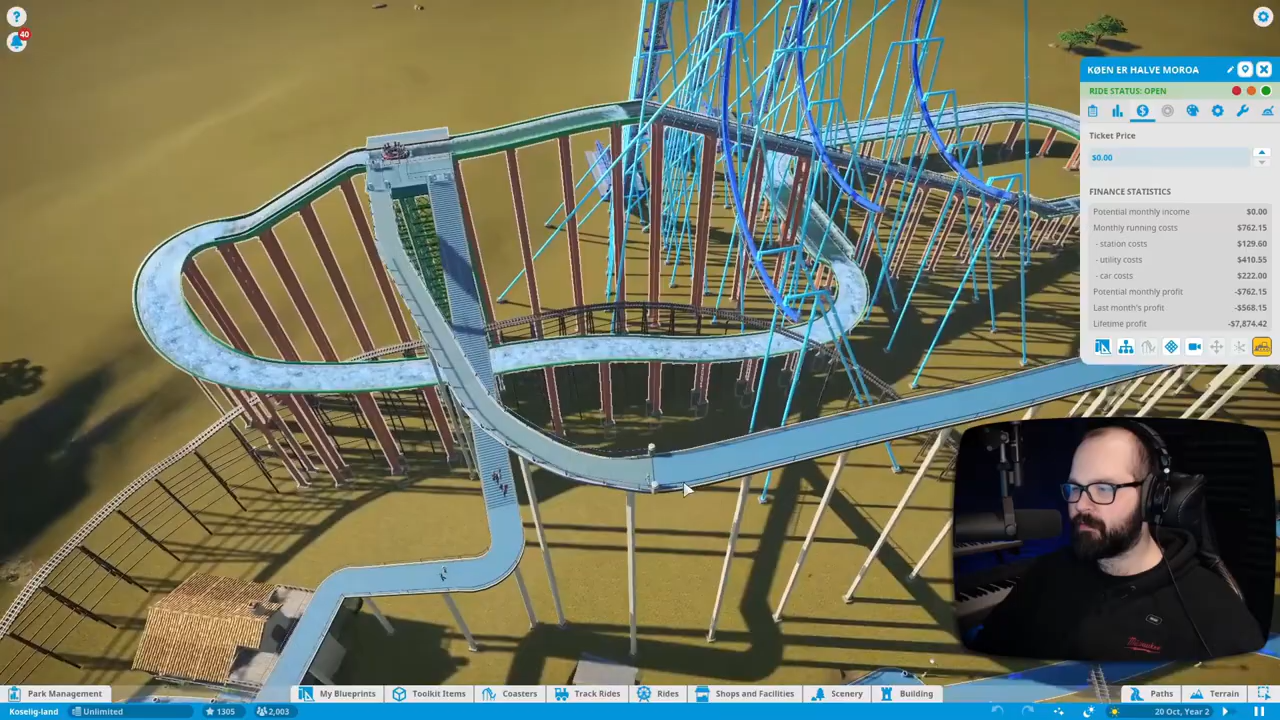 ?
40
KØEN ER HALVE MOROA
RIDE STATUS: OPEN
Ticket Price
$0.00
FINANCE STATISTICS
Potential monthly income $0.00
Monthly running costs $762.15
- station costs $129.60
- utility costs $410.55
- car costs $222.00
Potential monthly profit -$762.15
Last month's profit -$568.15
Lifetime profit -$7,874.42
Park Management
My Blueprints
Toolkit Items
Coasters
Track Rides
Rides
Shops and Facilities
Scenery
Building
Paths
Terrain
Koselig-land
Unlimited
1305
2,003
20 Oct, Year 2